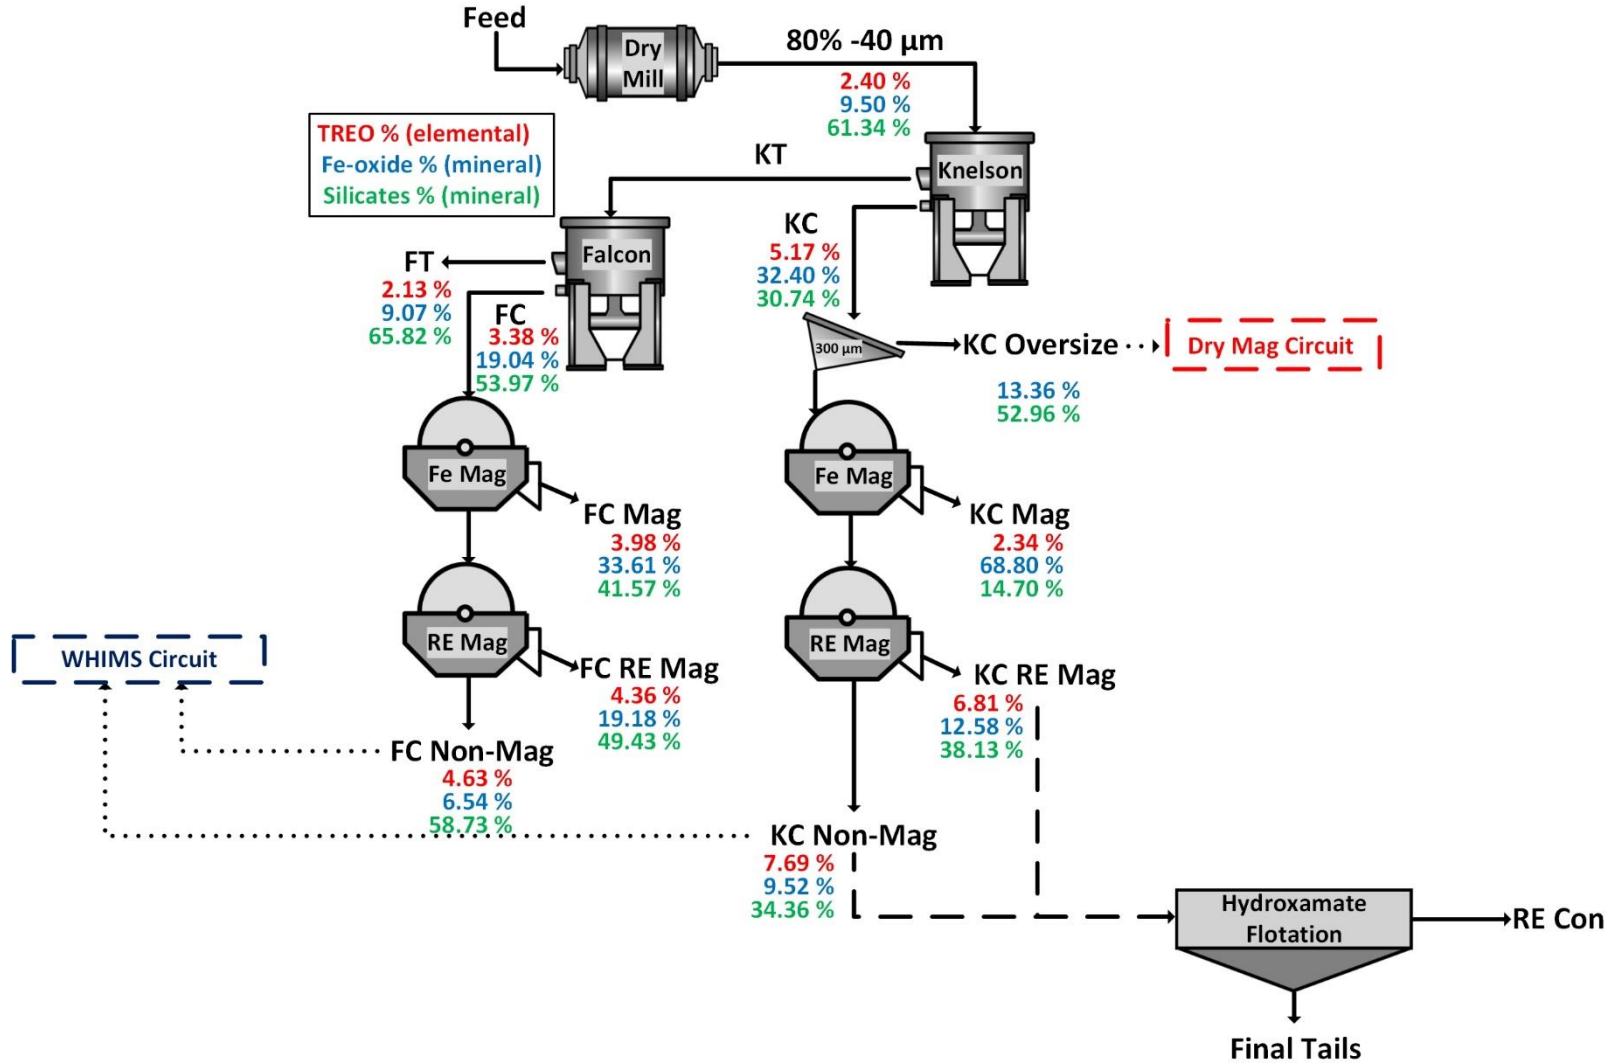 Feed
Dry
Mill
80% -40 µm
2.40 %
9.50 %
61.34 %
TREO % (elemental)
Fe-oxide % (mineral)
Silicates % (mineral)
KT
Knelson
KC
5.17 %
32.40 %
30.74 %
Falcon
FT
2.13 %
9.07 %
65.82 %
FC
3.38 %
19.04 %
53.97 %
300 µm
KC Oversize
13.36 %
52.96 %
Dry Mag Circuit
Fe Mag
FC Mag
3.98 %
33.61 %
41.57 %
Fe Mag
KC Mag
2.34 %
68.80 %
14.70 %
RE Mag
FC RE Mag
4.36 %
19.18 %
49.43 %
RE Mag
KC RE Mag
6.81 %
12.58 %
38.13 %
WHIMS Circuit
FC Non-Mag
4.63 %
6.54 %
58.73 %
KC Non-Mag
7.69 %
9.52 %
34.36 %
Hydroxamate
Flotation
RE Con
Final Tails